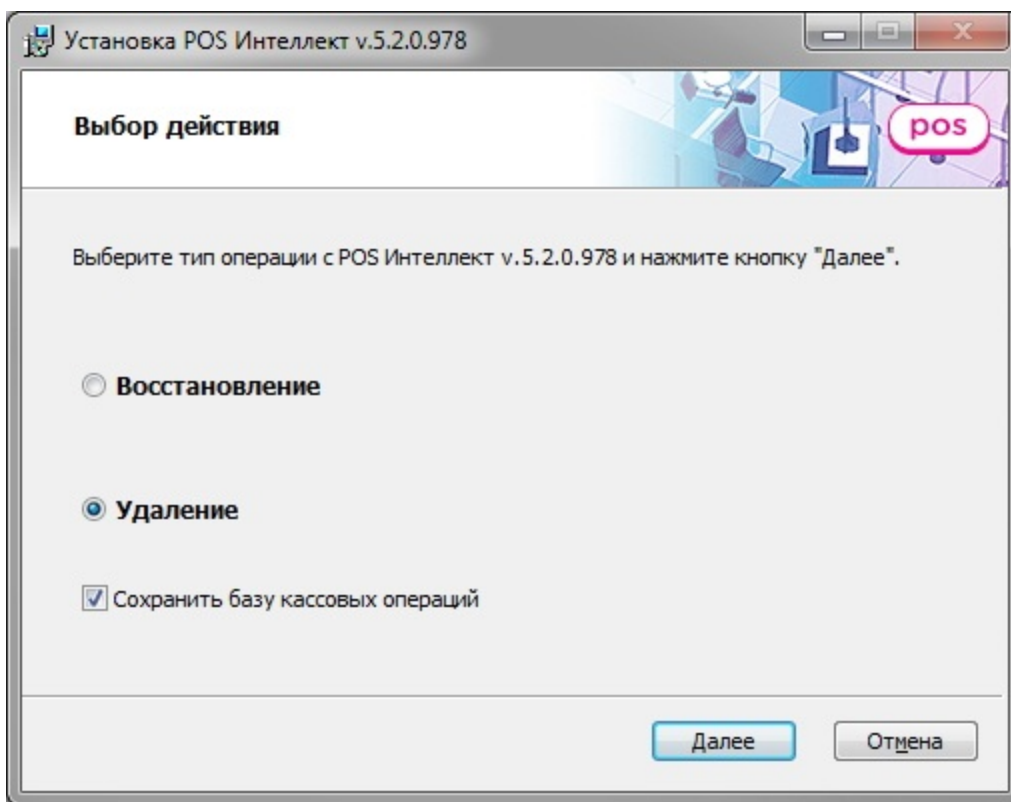 Установка POS Интеллект v.5.2.0.978
Выбор действия
pos
Выберите тип операции с POS Интеллект v.5.2.0.978 и нажмите кнопку "Далее".
Восстановление
Удаление
Сохранить базу кассовых операций
Далее
Отмена